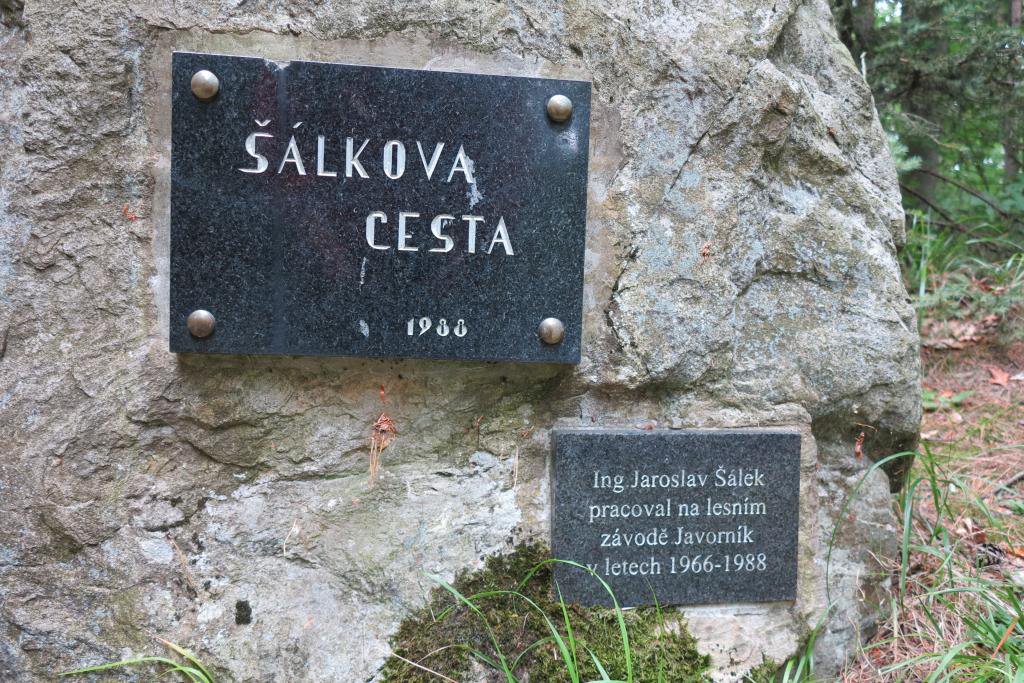 ŠÁLKOVA
CESTA
1988
Ing Jaroslav Šálek
pracoval na lesním
závodě Javorník
v letech 1966-1988